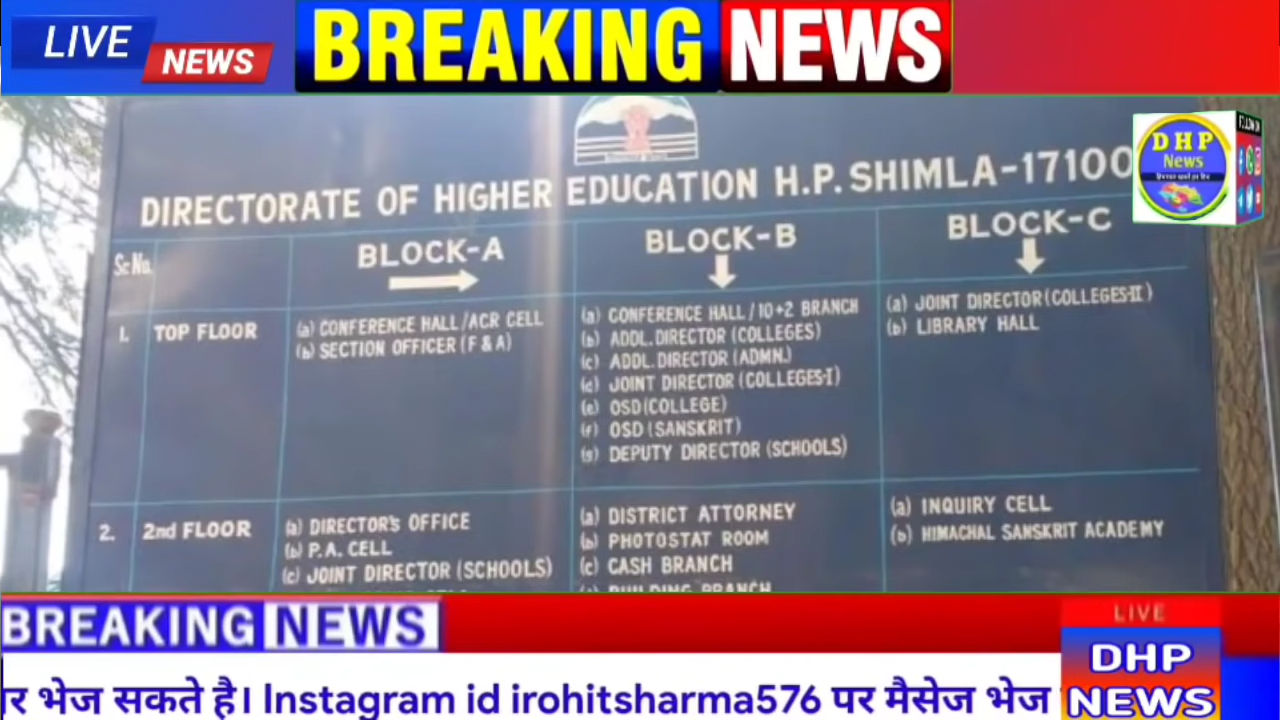 LIVE
NEWS
BREAKING NEWS
DHP
News
FOLLOW ON
DIRECTORATE OF HIGHER EDUCATION H.P. SHIMLA-17100
Sr No.
BLOCK-A
BLOCK-B
BLOCK-C
1. TOP FLOOR
(a) CONFERENCE HALL/ACR CELL
(b) SECTION OFFICER (F & A)
(a) CONFERENCE HALL/10+2 BRANCH
(b) ADDL. DIRECTOR (COLLEGES)
(c) ADDL. DIRECTOR (ADMN.)
(d) JOINT DIRECTOR (COLLEGES-I)
(e) OSD (COLLEGE)
(f) OSD (SANSKRIT)
(g) DEPUTY DIRECTOR (SCHOOLS)
(a) JOINT DIRECTOR (COLLEGES-II)
(b) LIBRARY HALL
2. 2nd FLOOR
(a) DIRECTOR'S OFFICE
(b) P.A. CELL
(c) JOINT DIRECTOR (SCHOOLS)
(a) DISTRICT ATTORNEY
(b) PHOTOSTAT ROOM
(c) CASH BRANCH
BUILDING BRANCH
(a) INQUIRY CELL
(b) HIMACHAL SANSKRIT ACADEMY
BREAKING NEWS
LIVE
DHP
NEWS
भेज सकते है। Instagram id irohitsharma576 पर मैसेज भेज